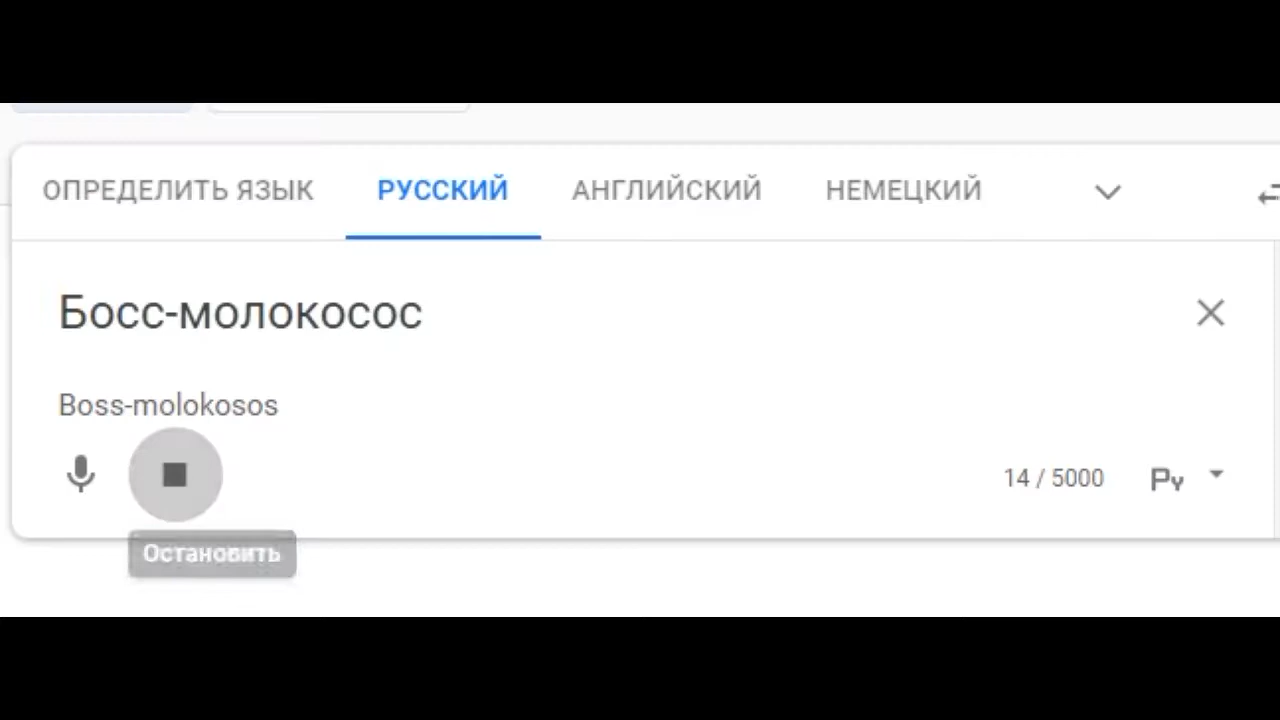 ОПРЕДЕЛИТЬ ЯЗЫК РУССКИЙ АНГЛИЙСКИЙ НЕМЕЦКИЙ
Босс-молокосос
Boss-molokosos
14 / 5000 Ру
Остановить